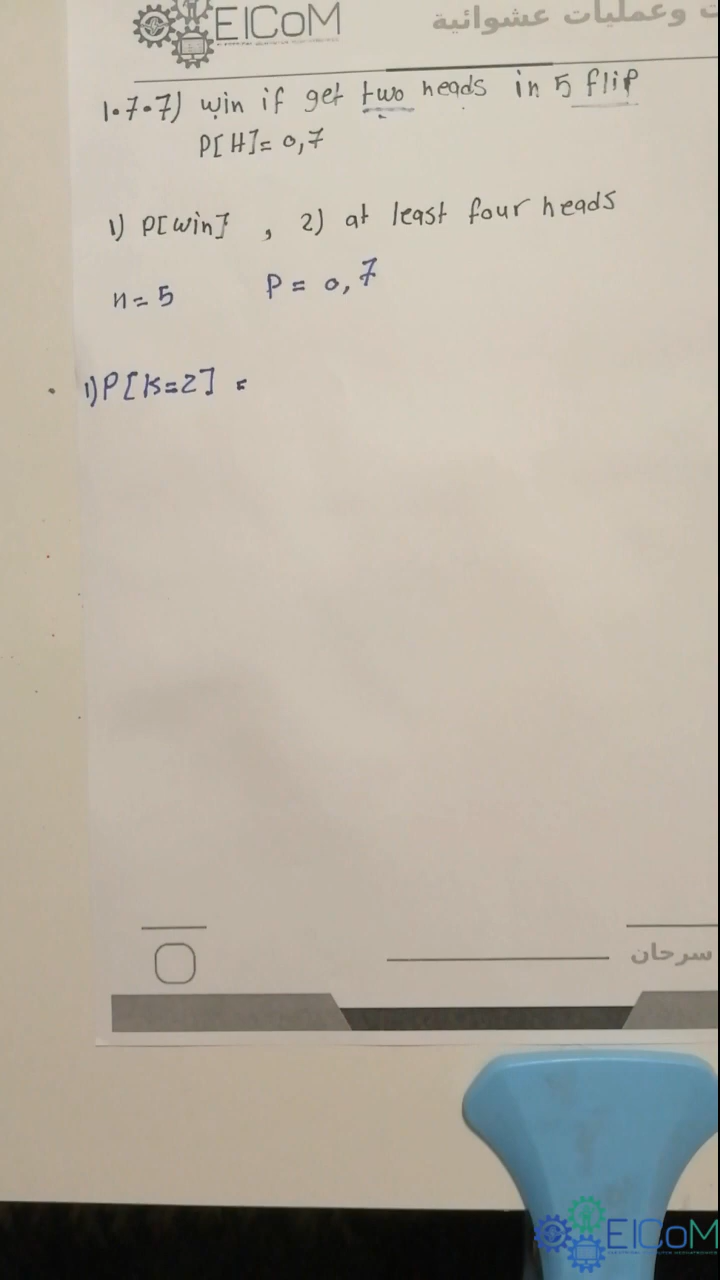 EICoM
ت وعمليات عشوائية
1.7.7) win if get two heads in 5 flip
P[H]= 0,7
1) P[win] , 2) at least four heads
n = 5 P = 0,7
1) P[K=2] =
سرحان
EICoM